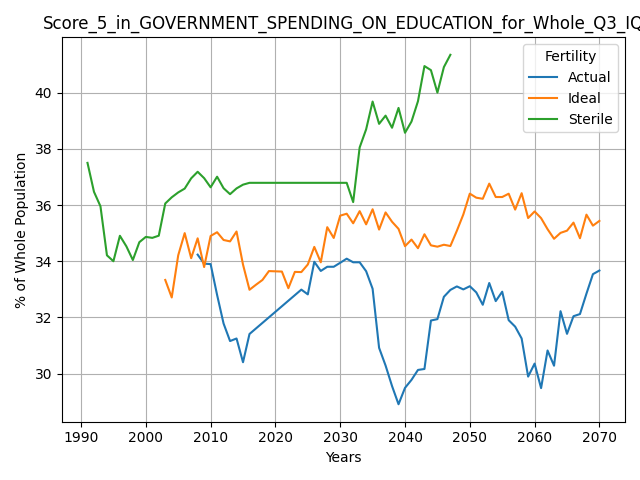 Score_5_in_GOVERNMENT_SPENDING_ON_EDUCATION_for_Whole_Q3_IQ
Fertility
Actual
Ideal
Sterile
% of Whole Population
40
38
36
34
32
30
1990 2000 2010 2020 2030 2040 2050 2060 2070
Years